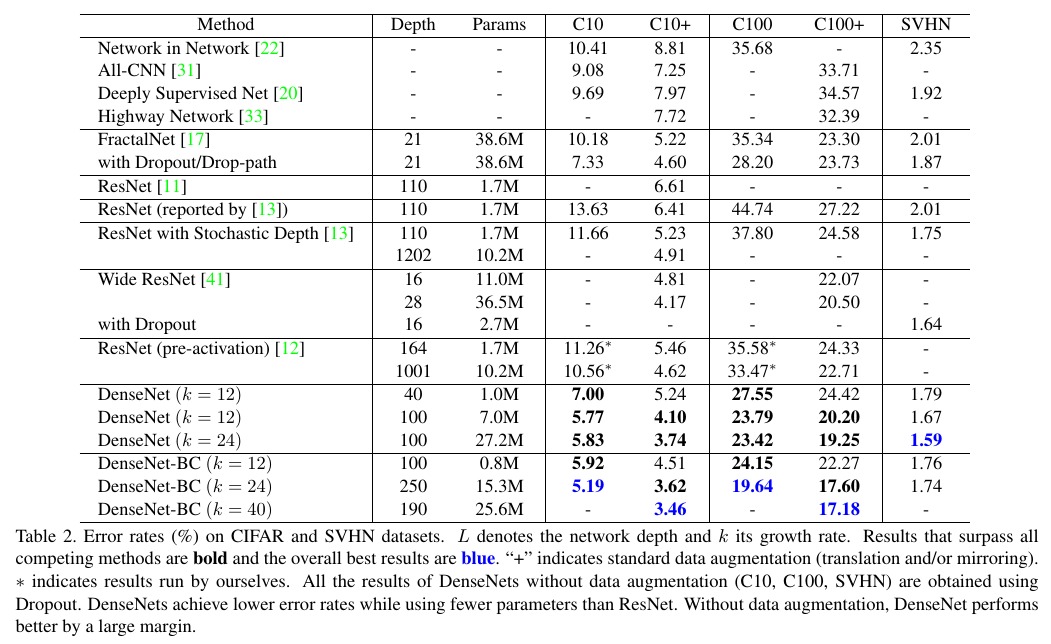 Method Depth Params C10 C10+ C100 C100+ SVHN
Network in Network [22] - - 10.41 8.81 35.68 - 2.35
All-CNN [31] - - 9.08 7.25 - 33.71 -
Deeply Supervised Net [20] - - 9.69 7.97 - 34.57 1.92
Highway Network [33] - - - 7.72 - 32.39 -
FractalNet [17] 21 38.6M 10.18 5.22 35.34 23.30 2.01
with Dropout/Drop-path 21 38.6M 7.33 4.60 28.20 23.73 1.87
ResNet [11] 110 1.7M - 6.61 - - -
ResNet (reported by [13]) 110 1.7M 13.63 6.41 44.74 27.22 2.01
ResNet with Stochastic Depth [13] 110 1.7M 11.66 5.23 37.80 24.58 1.75
1202 10.2M - 4.91 - - -
Wide ResNet [41] 16 11.0M - 4.81 - 22.07 -
28 36.5M - 4.17 - 20.50 -
with Dropout 16 2.7M - - - - 1.64
ResNet (pre-activation) [12] 164 1.7M 11.26* 5.46 35.58* 24.33 -
1001 10.2M 10.56* 4.62 33.47* 22.71 -
DenseNet (k = 12) 40 1.0M 7.00 5.24 27.55 24.42 1.79
DenseNet (k = 12) 100 7.0M 5.77 4.10 23.79 20.20 1.67
DenseNet (k = 24) 100 27.2M 5.83 3.74 23.42 19.25 1.59
DenseNet-BC (k = 12) 100 0.8M 5.92 4.51 24.15 22.27 1.76
DenseNet-BC (k = 24) 250 15.3M 5.19 3.62 19.64 17.60 1.74
DenseNet-BC (k = 40) 190 25.6M - 3.46 - 17.18 -
Table 2. Error rates (%) on CIFAR and SVHN datasets. L denotes the network depth and k its growth rate. Results that surpass all
competing methods are bold and the overall best results are blue. “+” indicates standard data augmentation (translation and/or mirroring).
* indicates results run by ourselves. All the results of DenseNets without data augmentation (C10, C100, SVHN) are obtained using
Dropout. DenseNets achieve lower error rates while using fewer parameters than ResNet. Without data augmentation, DenseNet performs
better by a large margin.